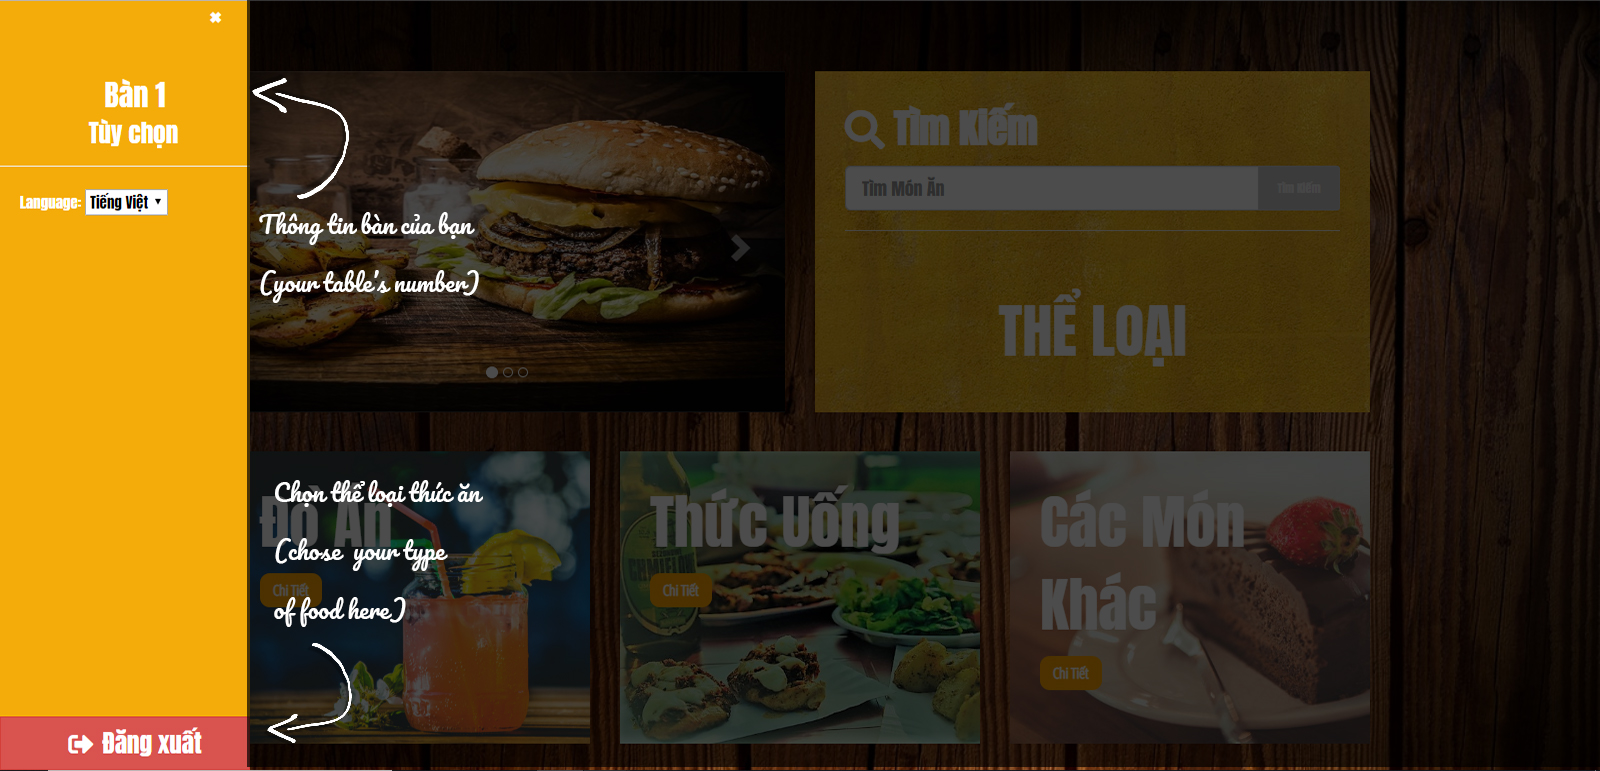 Bàn 1
Tùy chọn
Language: Tiếng Việt
Đăng xuất
Thông tin bàn của bạn
(your table's number)
Tìm Kiếm
Tìm Món Ăn
Tìm Kiếm
THỂ LOẠI
Chọn thể loại thức ăn
(chose your type
of food here)
Đồ Ăn
Chi Tiết
Thức Uống
Chi Tiết
Các Món
Khác
Chi Tiết